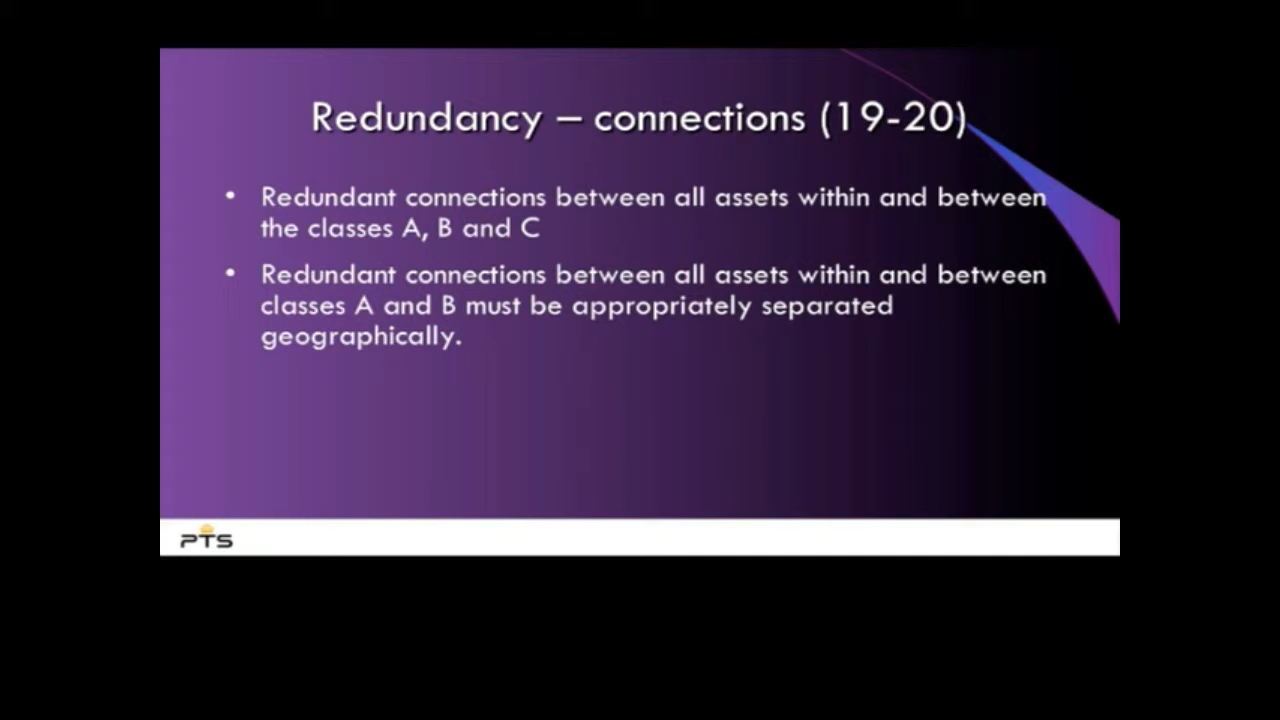 Redundancy – connections (19-20)
• Redundant connections between all assets within and between
the classes A, B and C
• Redundant connections between all assets within and between
classes A and B must be appropriately separated
geographically.
PTS